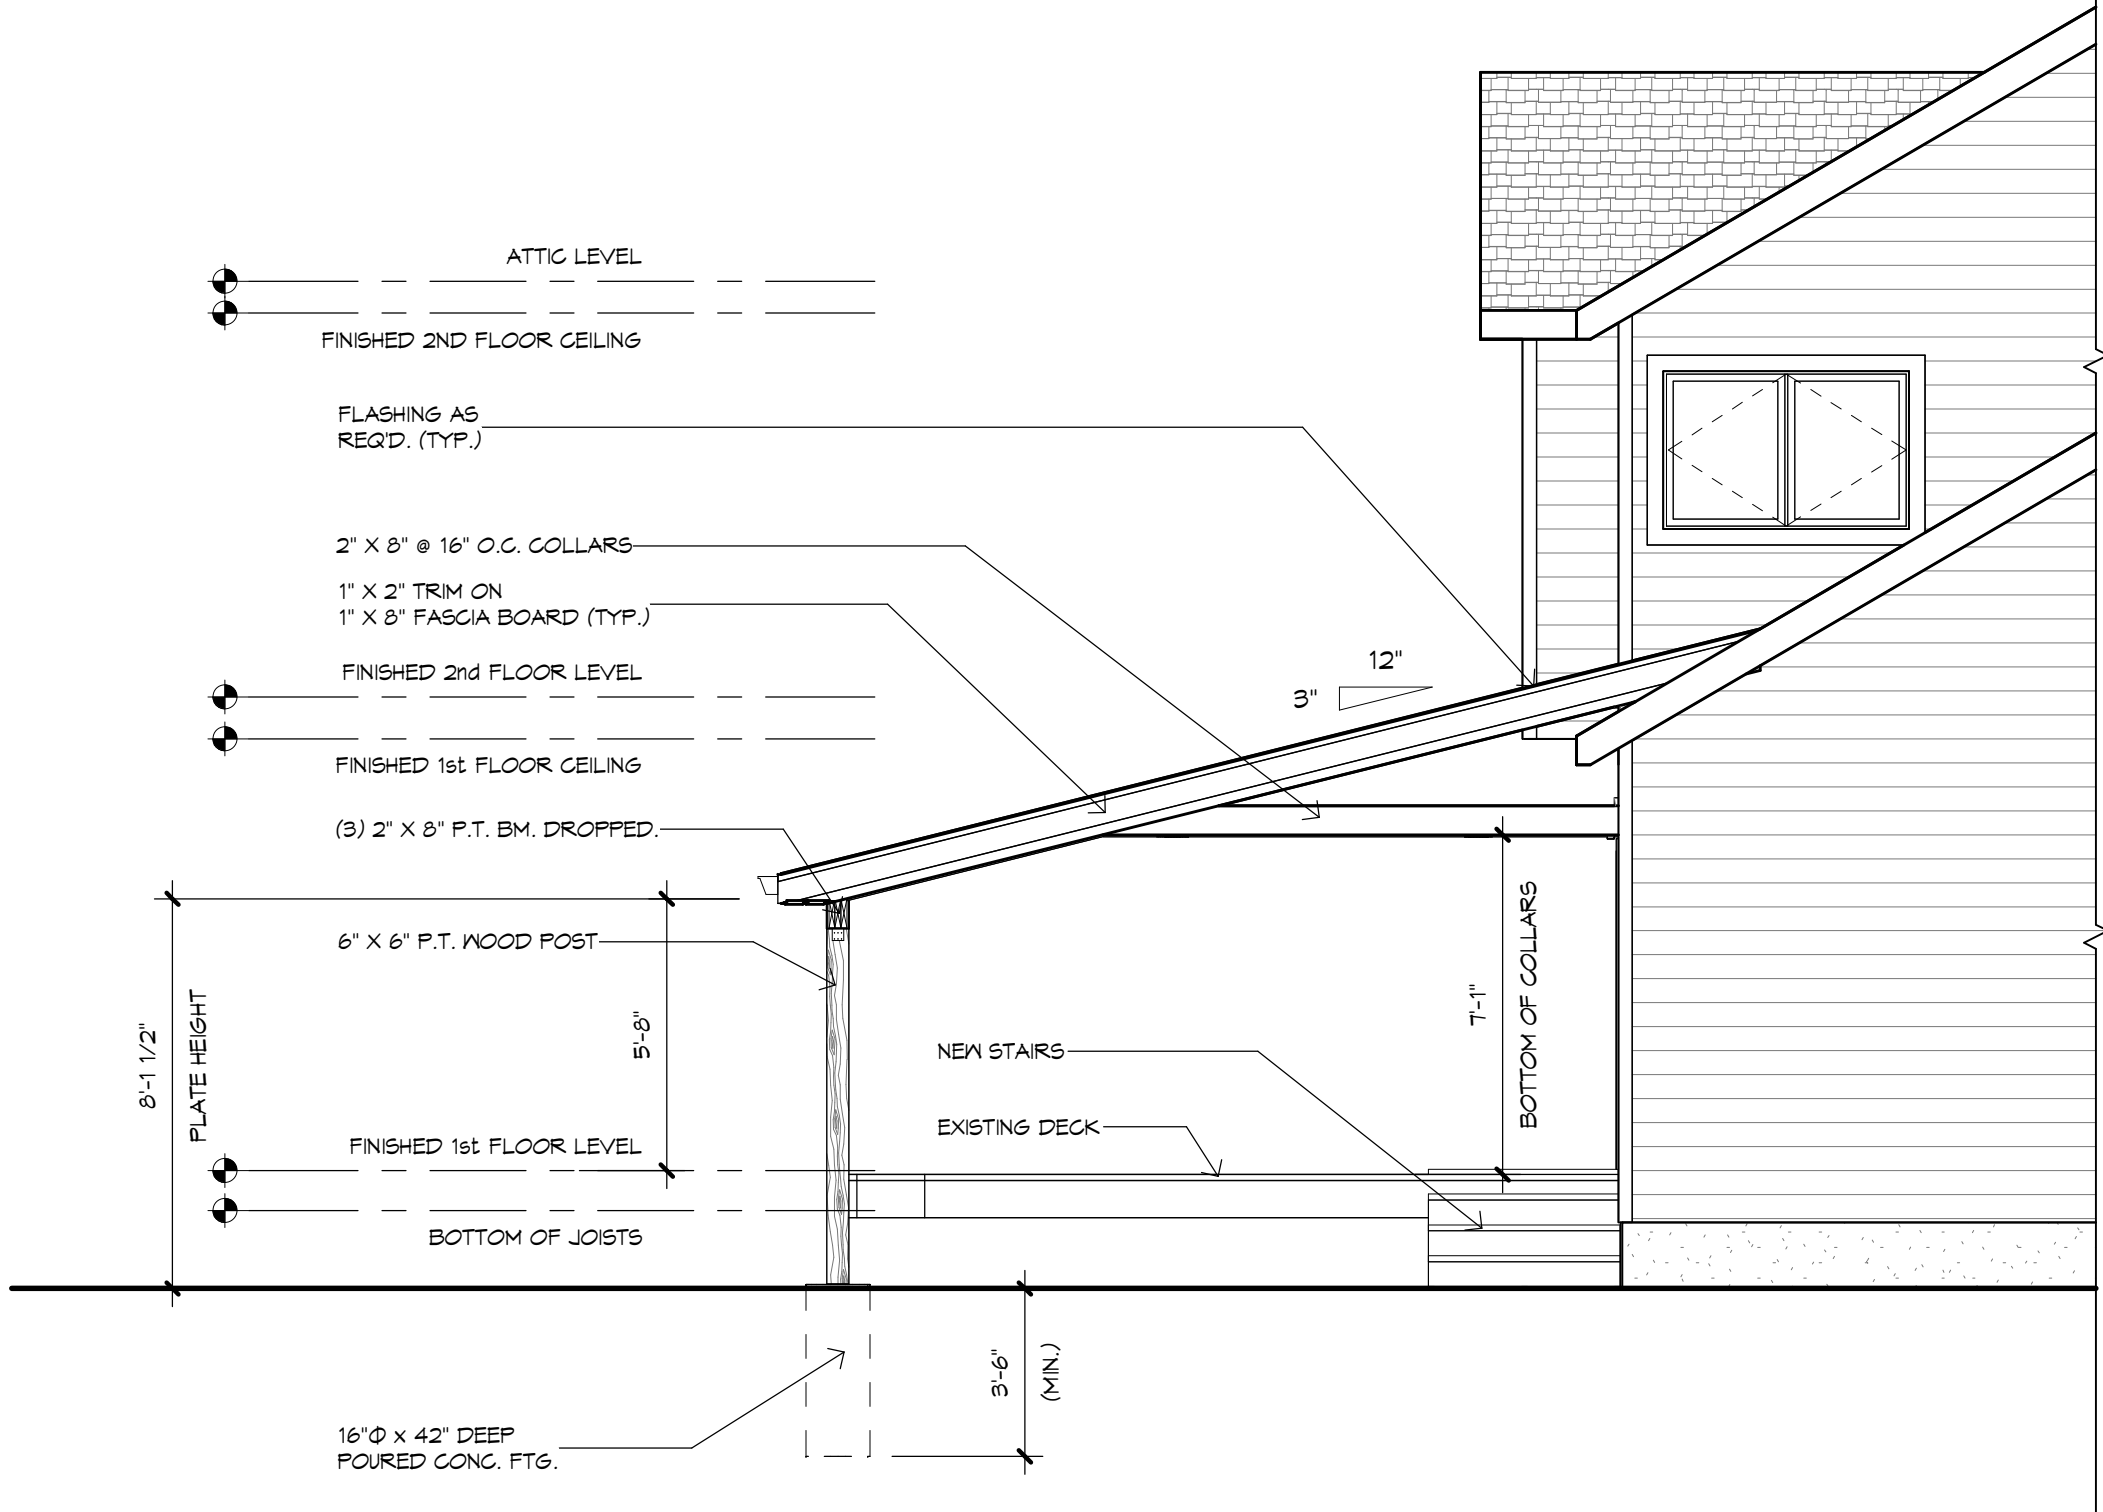 ATTIC LEVEL
FINISHED 2ND FLOOR CEILING
FLASHING AS
REQ'D. (TYP.)
2" X 8" @ 16" O.C. COLLARS
1" X 2" TRIM ON
1" X 8" FASCIA BOARD (TYP.)
12"
3"
FINISHED 2nd FLOOR LEVEL
FINISHED 1st FLOOR CEILING
(3) 2" X 8" P.T. BM. DROPPED.
6" X 6" P.T. WOOD POST
8'-1 1/2"
PLATE HEIGHT
5'-8"
7'-1"
BOTTOM OF COLLARS
NEW STAIRS
EXISTING DECK
FINISHED 1st FLOOR LEVEL
BOTTOM OF JOISTS
3'-6"
(MIN.)
16"Φ x 42" DEEP
POURED CONC. FTG.